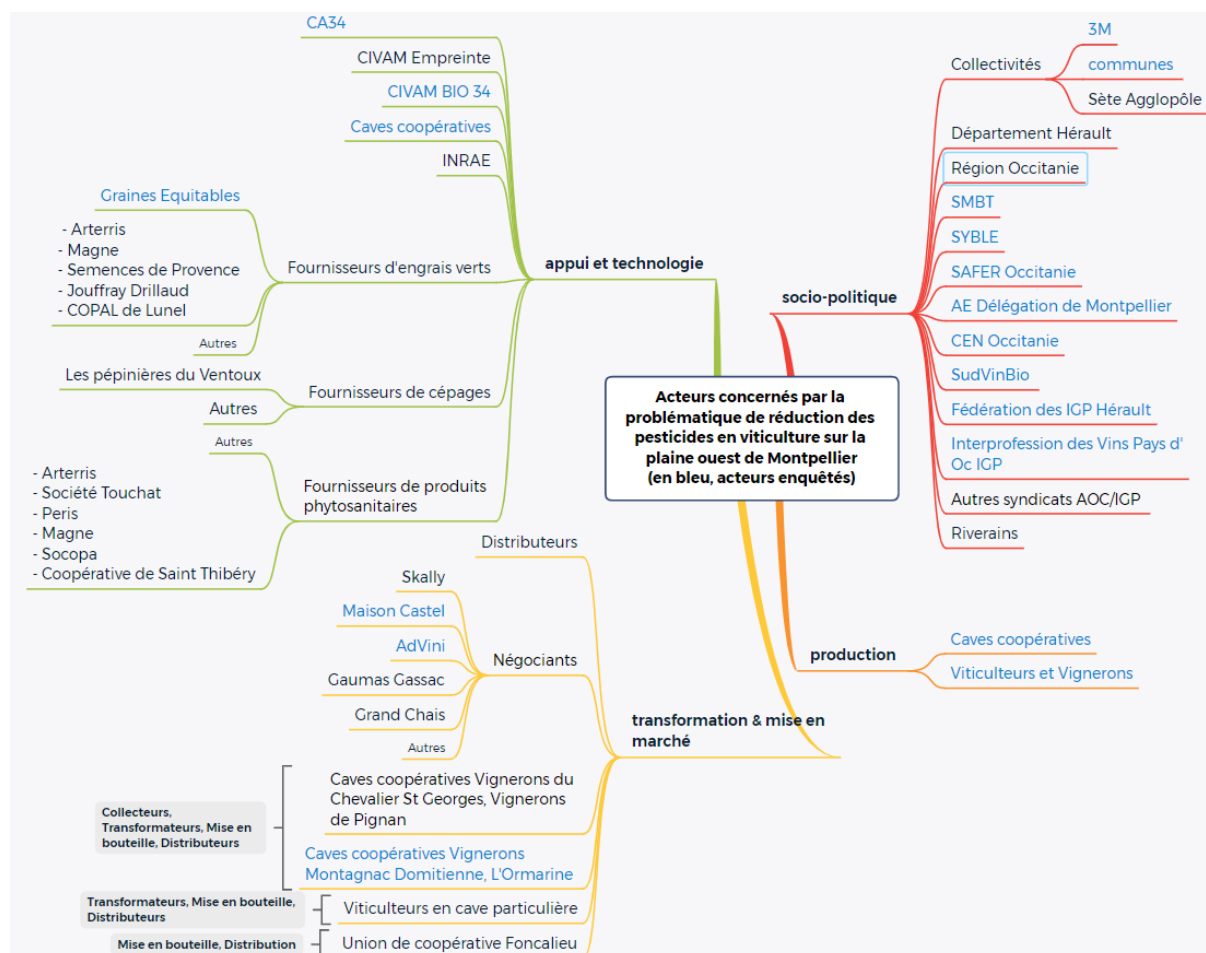 Acteurs concernés par la
problématique de réduction des
pesticides en viticulture sur la
plaine ouest de Montpellier
(en bleu, acteurs enquêtés)
appui et technologie
CA34
CIVAM Empreinte
CIVAM BIO 34
Caves coopératives
INRAE
Fournisseurs d'engrais verts
Graines Equitables
- Arterris
- Magne
- Semences de Provence
- Jouffray Drillaud
- COPAL de Lunel
Autres
Fournisseurs de cépages
Les pépinières du Ventoux
Autres
Fournisseurs de produits
phytosanitaires
Autres
- Arterris
- Société Touchat
- Peris
- Magne
- Socopa
- Coopérative de Saint Thibéry
socio-politique
Collectivités
3M
communes
Sète Agglopôle
Département Hérault
Région Occitanie
SMBT
SYBLE
SAFER Occitanie
AE Délégation de Montpellier
CEN Occitanie
SudVinBio
Fédération des IGP Hérault
Interprofession des Vins Pays d'
Oc IGP
Autres syndicats AOC/IGP
Riverains
production
Caves coopératives
Viticulteurs et Vignerons
transformation & mise en
marché
Distributeurs
Négociants
Skally
Maison Castel
AdVini
Gaumas Gassac
Grand Chais
Autres
Caves coopératives Vignerons du
Chevalier St Georges, Vignerons
de Pignan
Caves coopératives Vignerons
Montagnac Domitienne, L'Ormarine
Collecteurs,
Transformateurs, Mise en
bouteille, Distributeurs
Viticulteurs en cave particulière
Transformateurs, Mise en bouteille,
Distributeurs
Union de coopérative Foncalieu
Mise en bouteille, Distribution